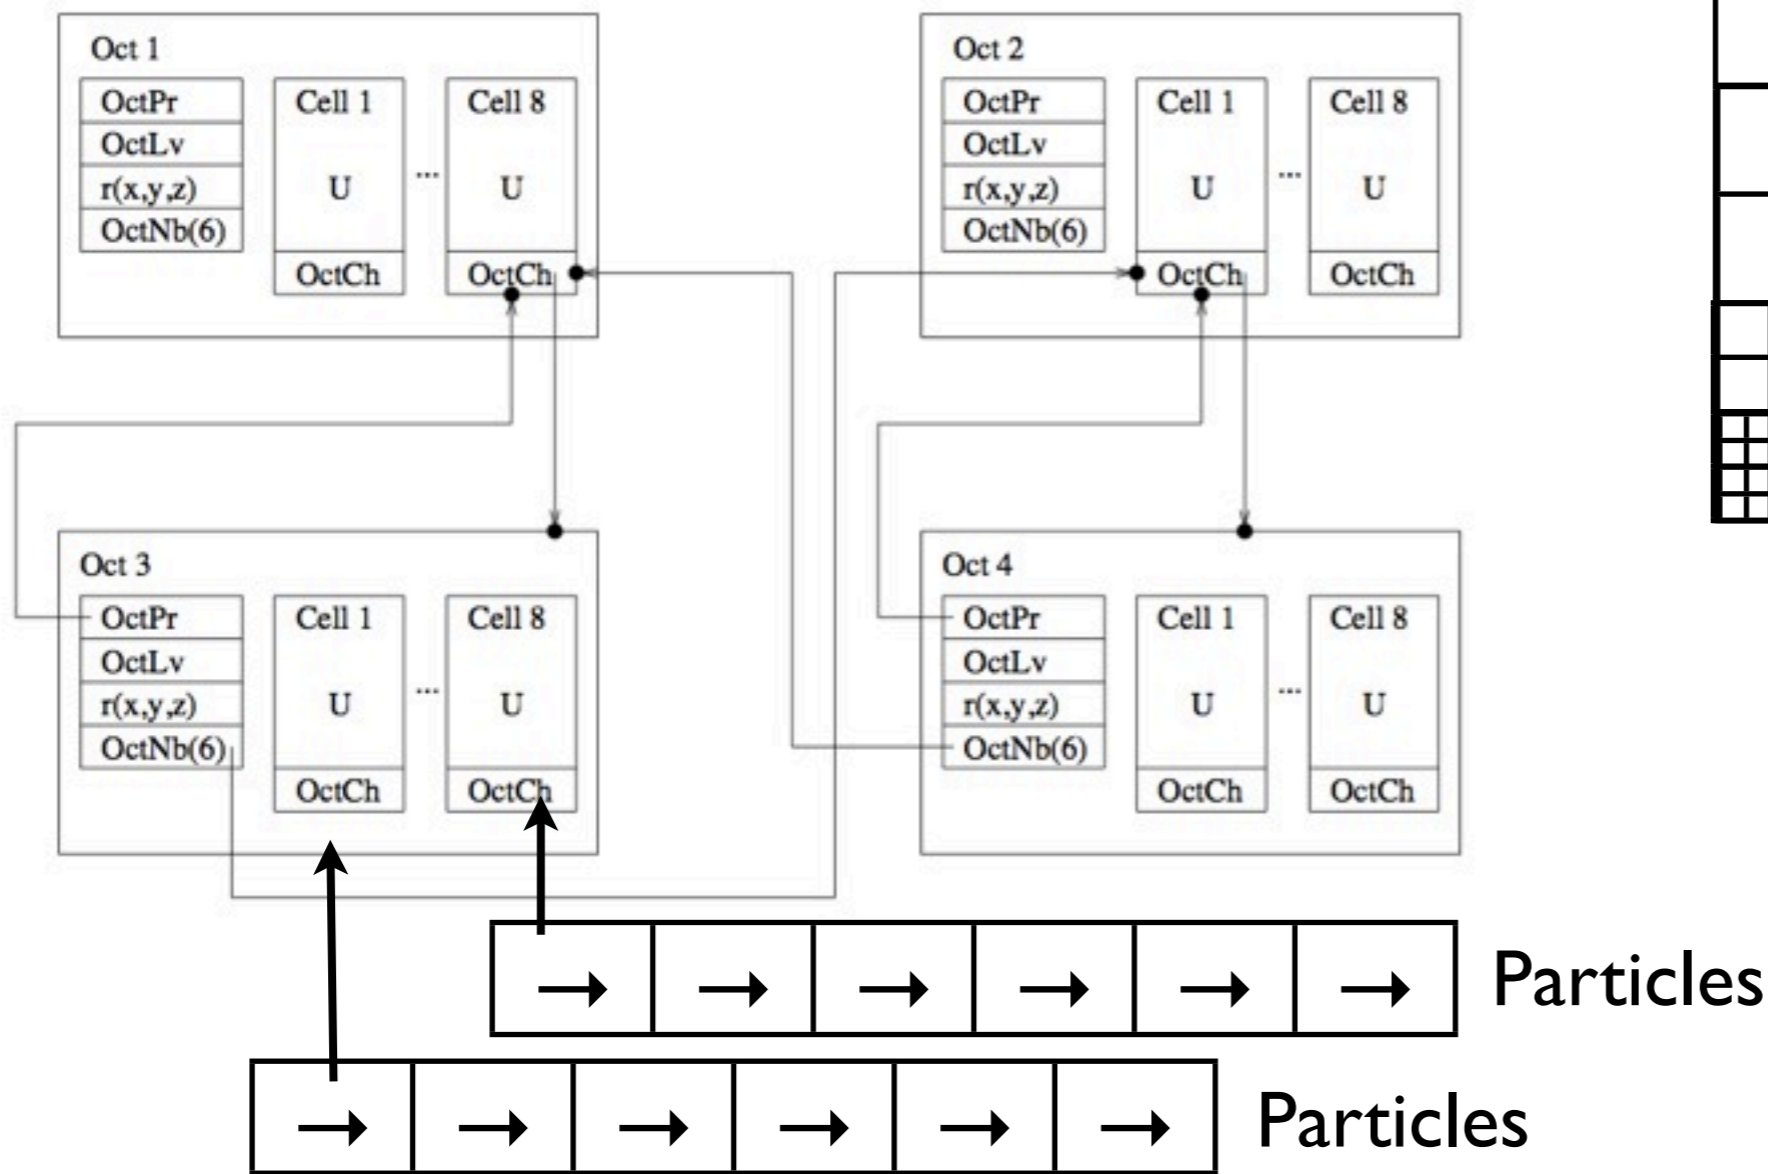 Oct 1
OctPr
OctLv
r(x,y,z)
OctNb(6)
Cell 1
U
OctCh
...
Cell 8
U
OctCh
Oct 2
OctPr
OctLv
r(x,y,z)
OctNb(6)
Cell 1
U
OctCh
...
Cell 8
U
OctCh
Oct 3
OctPr
OctLv
r(x,y,z)
OctNb(6)
Cell 1
U
OctCh
...
Cell 8
U
OctCh
Oct 4
OctPr
OctLv
r(x,y,z)
OctNb(6)
Cell 1
U
OctCh
...
Cell 8
U
OctCh
Particles
Particles